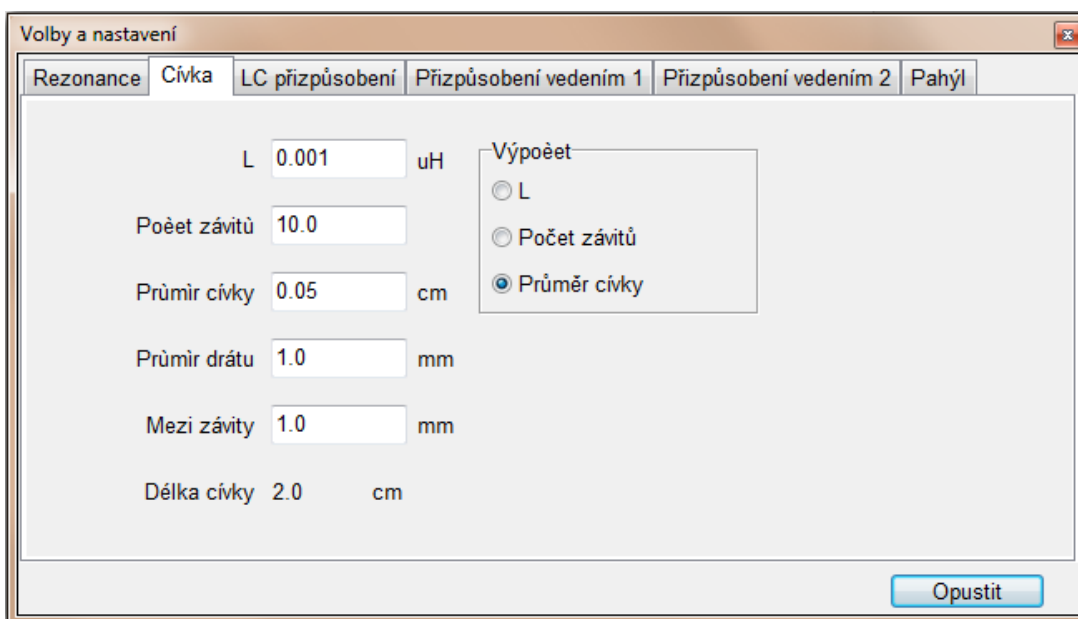 Volby a nastavení
Rezonance Cívka LC přizpůsobení Přizpůsobení vedením 1 Přizpůsobení vedením 2 Pahýl
L 0.001 uH
Poèet závitù 10.0
Prùmìr cívky 0.05 cm
Prùmìr drátu 1.0 mm
Mezi závity 1.0 mm
Délka cívky 2.0 cm
Výpoèet
L
Počet závitů
Průměr cívky
Opustit